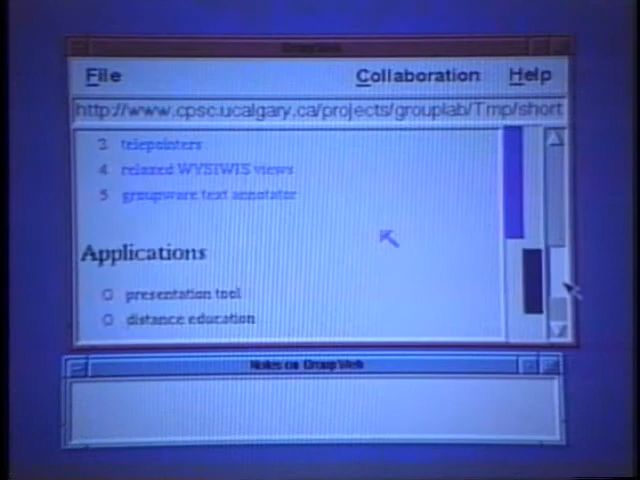 GroupWeb
File Collaboration Help
http://www.cpsc.ucalgary.ca/projects/grouplab/Tmp/short
3 telepointers
4 relaxed WYSIWIS views
5 groupware text annotator
Applications
presentation tool
distance education
Notes on GroupWeb